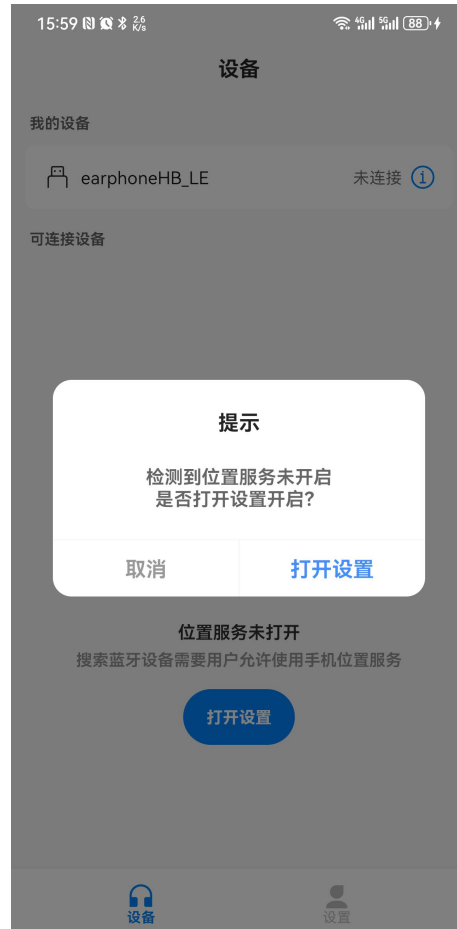 15:59 2.6 K/s 4G 5G 88
设备
我的设备
earphoneHB_LE 未连接
可连接设备
提示
检测到位置服务未开启
是否打开设置开启？
取消 打开设置
位置服务未打开
搜索蓝牙设备需要用户允许使用手机位置服务
打开设置
设备 设置